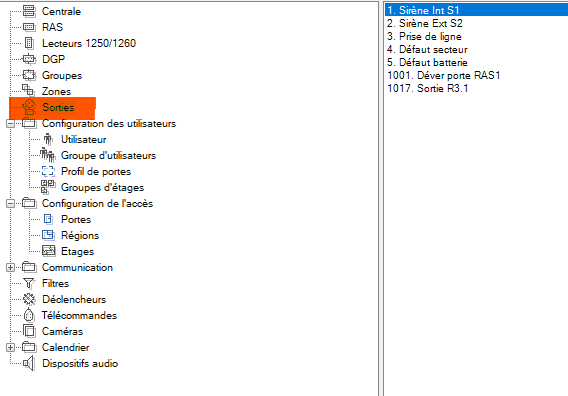 Centrale
RAS
Lecteurs 1250/1260
DGP
Groupes
Zones
Sorties
Configuration des utilisateurs
Utilisateur
Groupe d'utilisateurs
Profil de portes
Groupes d'étages
Configuration de l'accès
Portes
Régions
Etages
Communication
Filtres
Déclencheurs
Télécommandes
Caméras
Calendrier
Dispositifs audio
1. Sirène Int S1
2. Sirène Ext S2
3. Prise de ligne
4. Défaut secteur
5. Défaut batterie
1001. Déver porte RAS1
1017. Sortie R3.1